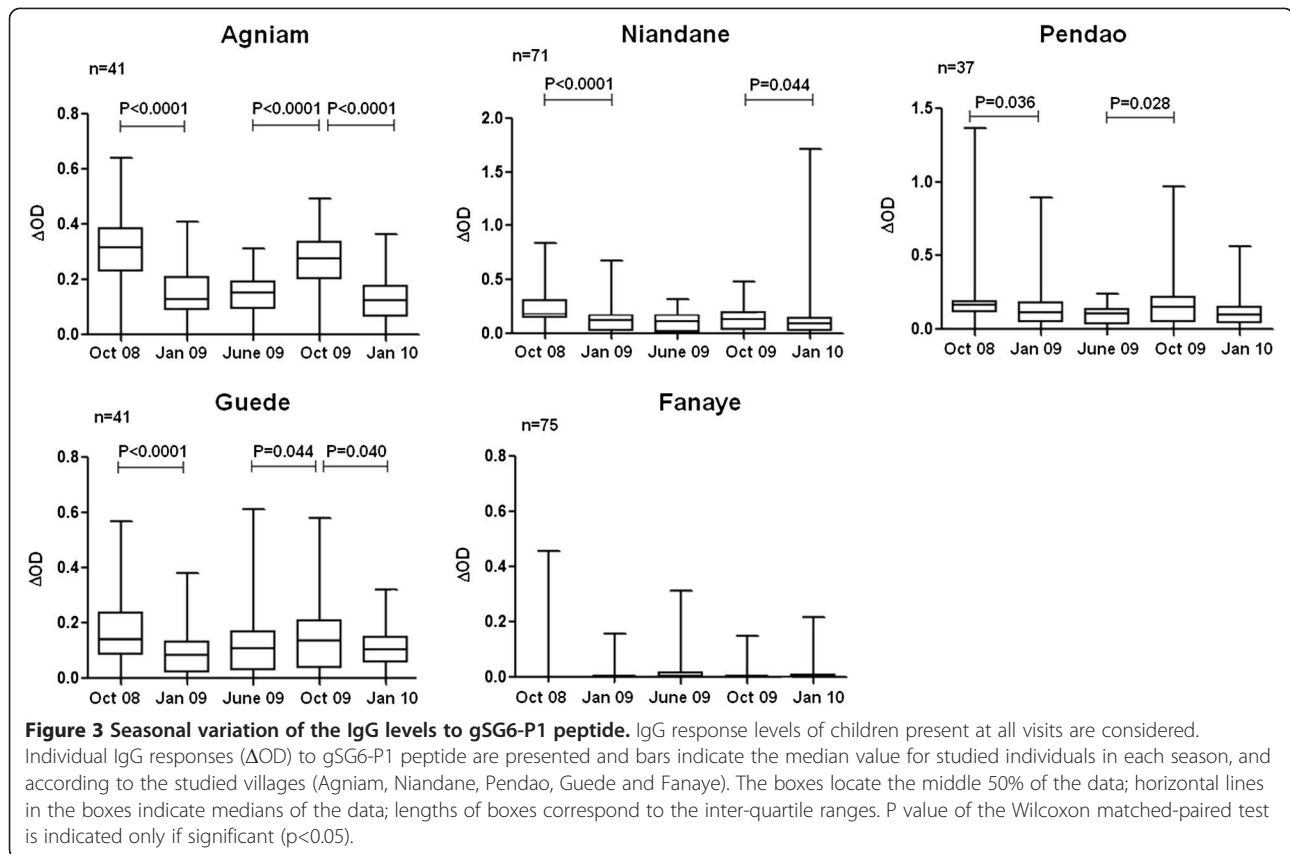 Agniam
n=41
P<0.0001 P<0.0001 P<0.0001
0.8
0.6
0.4
0.2
0.0
ΔOD
Oct 08 Jan 09 June 09 Oct 09 Jan 10
Niandane
n=71
P<0.0001 P=0.044
2.0
1.5
1.0
0.5
0.0
ΔOD
Oct 08 Jan 09 June 09 Oct 09 Jan 10
Pendao
n=37
P=0.036 P=0.028
1.5
1.0
0.5
0.0
ΔOD
Oct 08 Jan 09 June 09 Oct 09 Jan 10
Guede
n=41
P<0.0001 P=0.044 P=0.040
0.8
0.6
0.4
0.2
0.0
ΔOD
Oct 08 Jan 09 June 09 Oct 09 Jan 10
Fanaye
n=75
0.8
0.6
0.4
0.2
0.0
ΔOD
Oct 08 Jan 09 June 09 Oct 09 Jan 10
Figure 3 Seasonal variation of the IgG levels to gSG6-P1 peptide. IgG response levels of children present at all visits are considered.
Individual IgG responses (ΔOD) to gSG6-P1 peptide are presented and bars indicate the median value for studied individuals in each season, and
according to the studied villages (Agniam, Niandane, Pendao, Guede and Fanaye). The boxes locate the middle 50% of the data; horizontal lines
in the boxes indicate medians of the data; lengths of boxes correspond to the inter-quartile ranges. P value of the Wilcoxon matched-paired test
is indicated only if significant (p<0.05).